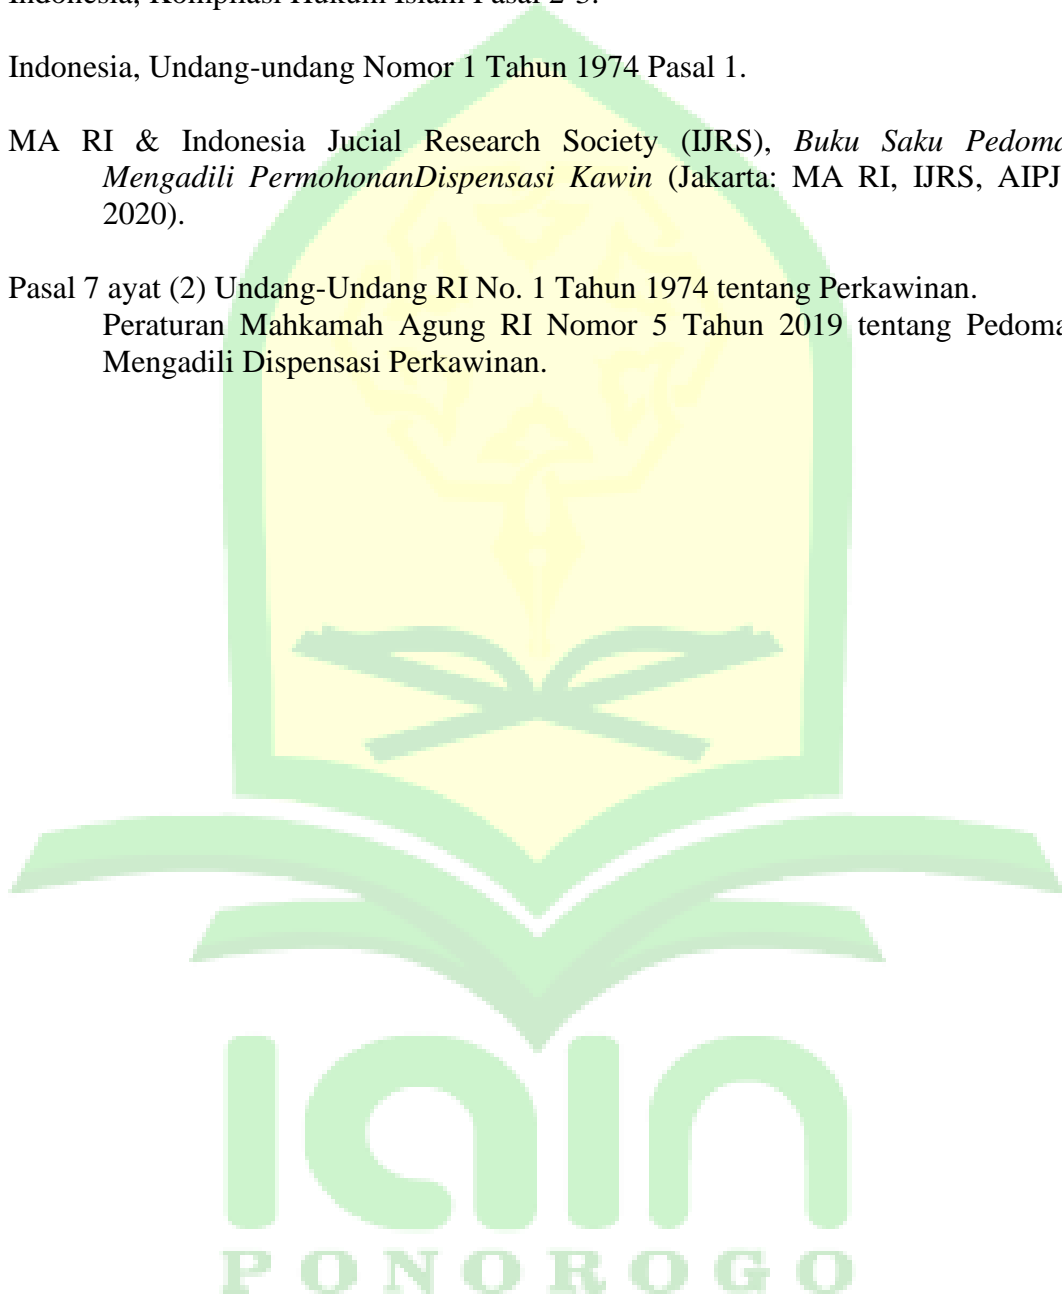 Indonesia, Kompilasi Hukum Islam Pasal 2-3.
Indonesia, Undang-undang Nomor 1 Tahun 1974 Pasal 1.
MA RI & Indonesia Jucial Research Society (IJRS), Buku Saku Pedoma
Mengadili PermohonanDispensasi Kawin (Jakarta: MA RI, IJRS, AIPJ
2020).
Pasal 7 ayat (2) Undang-Undang RI No. 1 Tahun 1974 tentang Perkawinan.
Peraturan Mahkamah Agung RI Nomor 5 Tahun 2019 tentang Pedoma
Mengadili Dispensasi Perkawinan.
iain
PONOROGO